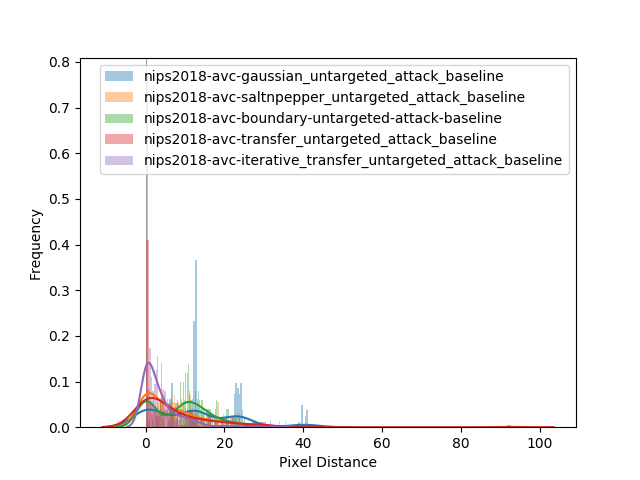 0.8
0.7
0.6
0.5
0.4
0.3
0.2
0.1
0.0
Frequency
nips2018-avc-gaussian_untargeted_attack_baseline
nips2018-avc-saltnpepper_untargeted_attack_baseline
nips2018-avc-boundary-untargeted-attack-baseline
nips2018-avc-transfer_untargeted_attack_baseline
nips2018-avc-iterative_transfer_untargeted_attack_baseline
0 20 40 60 80 100
Pixel Distance